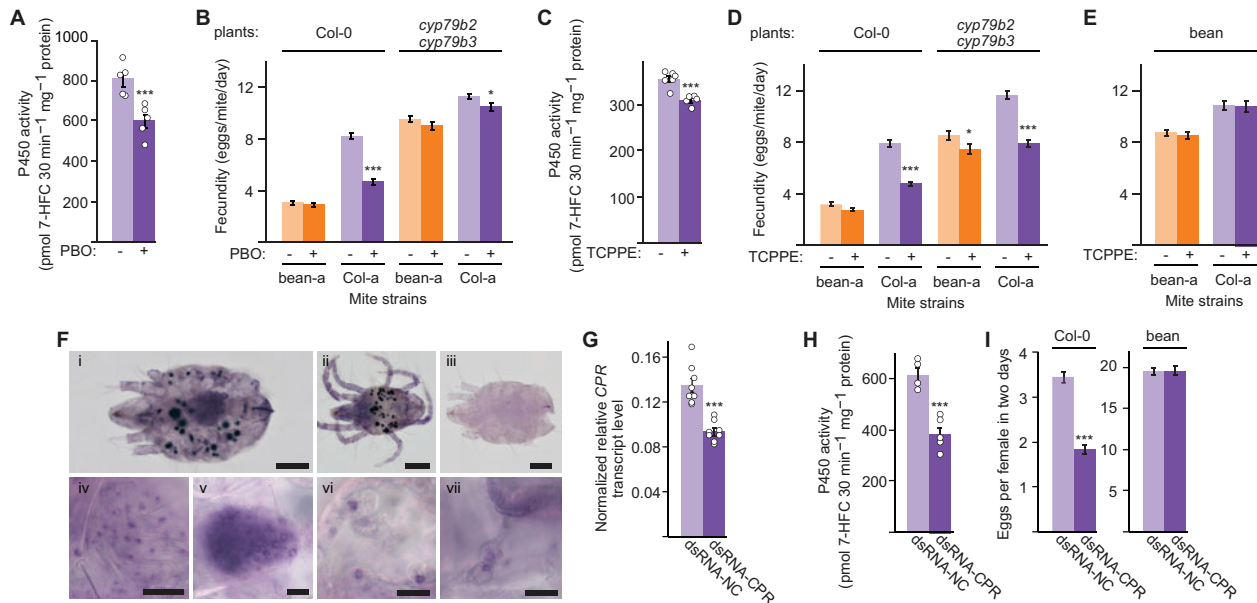 A
P450 activity
(pmol 7-HFC 30 min−1 mg−1 protein)
1000
800
600
400
200
0
***
PBO: - +
B
plants: Col-0 cyp79b2
cyp79b3
Fecundity (eggs/mite/day)
12
8
4
***
*
PBO: - + - + - + - +
bean-a Col-a bean-a Col-a
Mite strains
C
P450 activity
(pmol 7-HFC 30 min−1 mg−1 protein)
300
200
100
***
TCPPE: - +
D
plants: Col-0 cyp79b2
cyp79b3
Fecundity (eggs/mite/day)
12
8
4
***
*
***
TCPPE: - + - + - + - +
bean-a Col-a bean-a Col-a
Mite strains
E
bean
12
8
4
TCPPE: - + - +
bean-a Col-a
Mite strains
F
i ii iii
iv v vi vii
G
Normalized relative CPR
transcript level
0.16
0.12
0.08
0.04
***
dsRNA-NC
dsRNA-CPR
H
P450 activity
(pmol 7-HFC 30 min−1 mg−1 protein)
600
400
200
***
dsRNA-NC
dsRNA-CPR
I
Col-0 bean
Eggs per female in two days
4
3
2
1
0
***
20
15
10
5
0
dsRNA-NC
dsRNA-CPR
dsRNA-NC
dsRNA-CPR